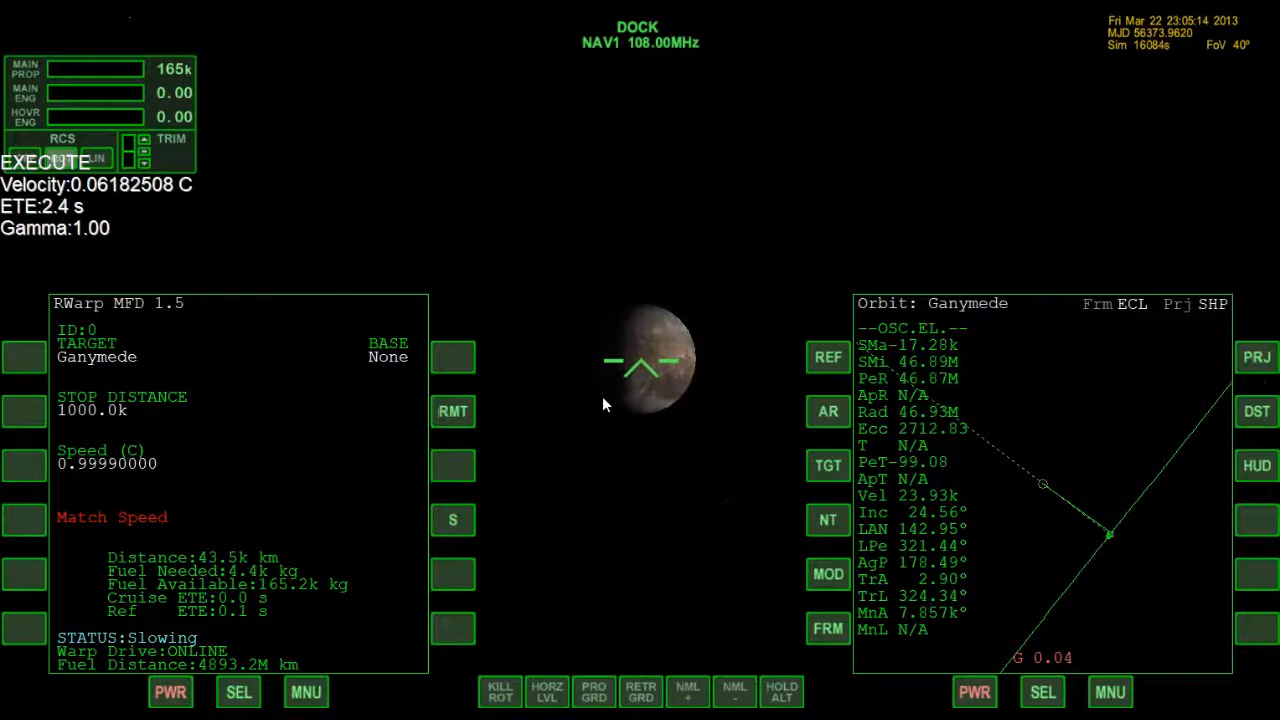 DOCK
NAV1 108.00MHz
Fri Mar 22 23:05:14 2013
MJD 56373.9620
Sim 16084s FoV 40°
MAIN PROP 165k
MAIN ENG 0.00
HOVR ENG 0.00
RCS TRIM
LIN
EXECUTE
Velocity:0.06182508 C
ETE:2.4 s
Gamma:1.00
RWarp MFD 1.5
ID:0
TARGET BASE
Ganymede None
STOP DISTANCE
1000.0k
RMT
Speed (C)
0.99990000
Match Speed
S
Distance:43.5k km
Fuel Needed:4.4k kg
Fuel Available:165.2k kg
Cruise ETE:0.0 s
Ref ETE:0.1 s
STATUS:Slowing
Warp Drive:ONLINE
Fuel Distance:4893.2M km
PWR SEL MNU
KILL ROT
HORZ LVL
PRO GRD
RETR GRD
NML +
NML -
HOLD ALT
Orbit: Ganymede Frm ECL Prj SHP
--OSC.EL.--
SMa-17.28k
SMi 46.89M
PeR 46.87M
ApR N/A
Rad 46.93M
Ecc 2712.83
T N/A
PeT-99.08
ApT N/A
Vel 23.93k
Inc 24.56°
LAN 142.95°
LPe 321.44°
AgP 178.49°
TrA 2.90°
TrL 324.34°
MnA 7.857k°
MnL N/A
G 0.04
REF
AR
TGT
NT
MOD
FRM
PRJ
DST
HUD
PWR SEL MNU